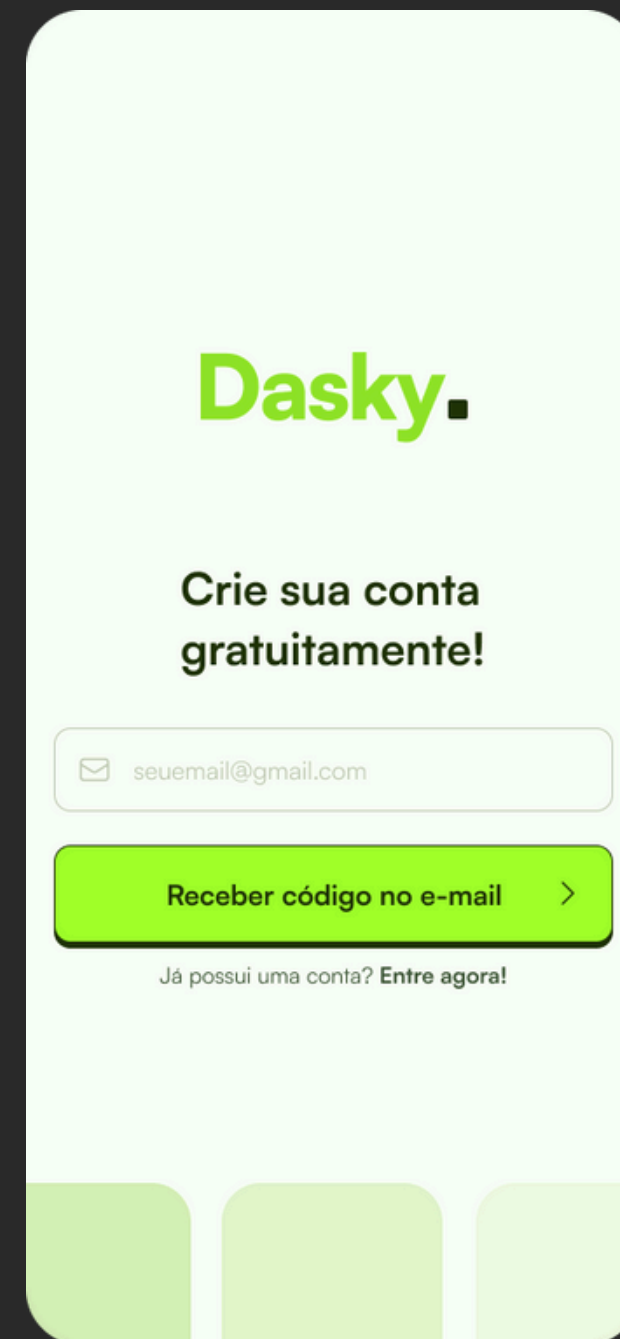 Dasky.
Crie sua conta
gratuitamente!
seuemail@gmail.com
Receber código no e-mail
Já possui uma conta? Entre agora!